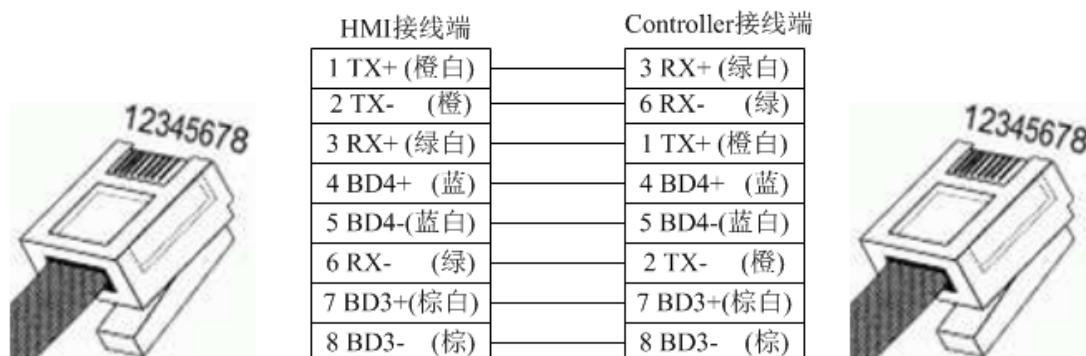 HMI接线端 Controller接线端
1 TX+ (橙白) 3 RX+ (绿白)
2 TX- (橙) 6 RX- (绿)
3 RX+ (绿白) 1 TX+ (橙白)
4 BD4+ (蓝) 4 BD4+ (蓝)
5 BD4-(蓝白) 5 BD4-(蓝白)
6 RX- (绿) 2 TX- (橙)
7 BD3+(棕白) 7 BD3+(棕白)
8 BD3- (棕) 8 BD3- (棕)
12345678
12345678